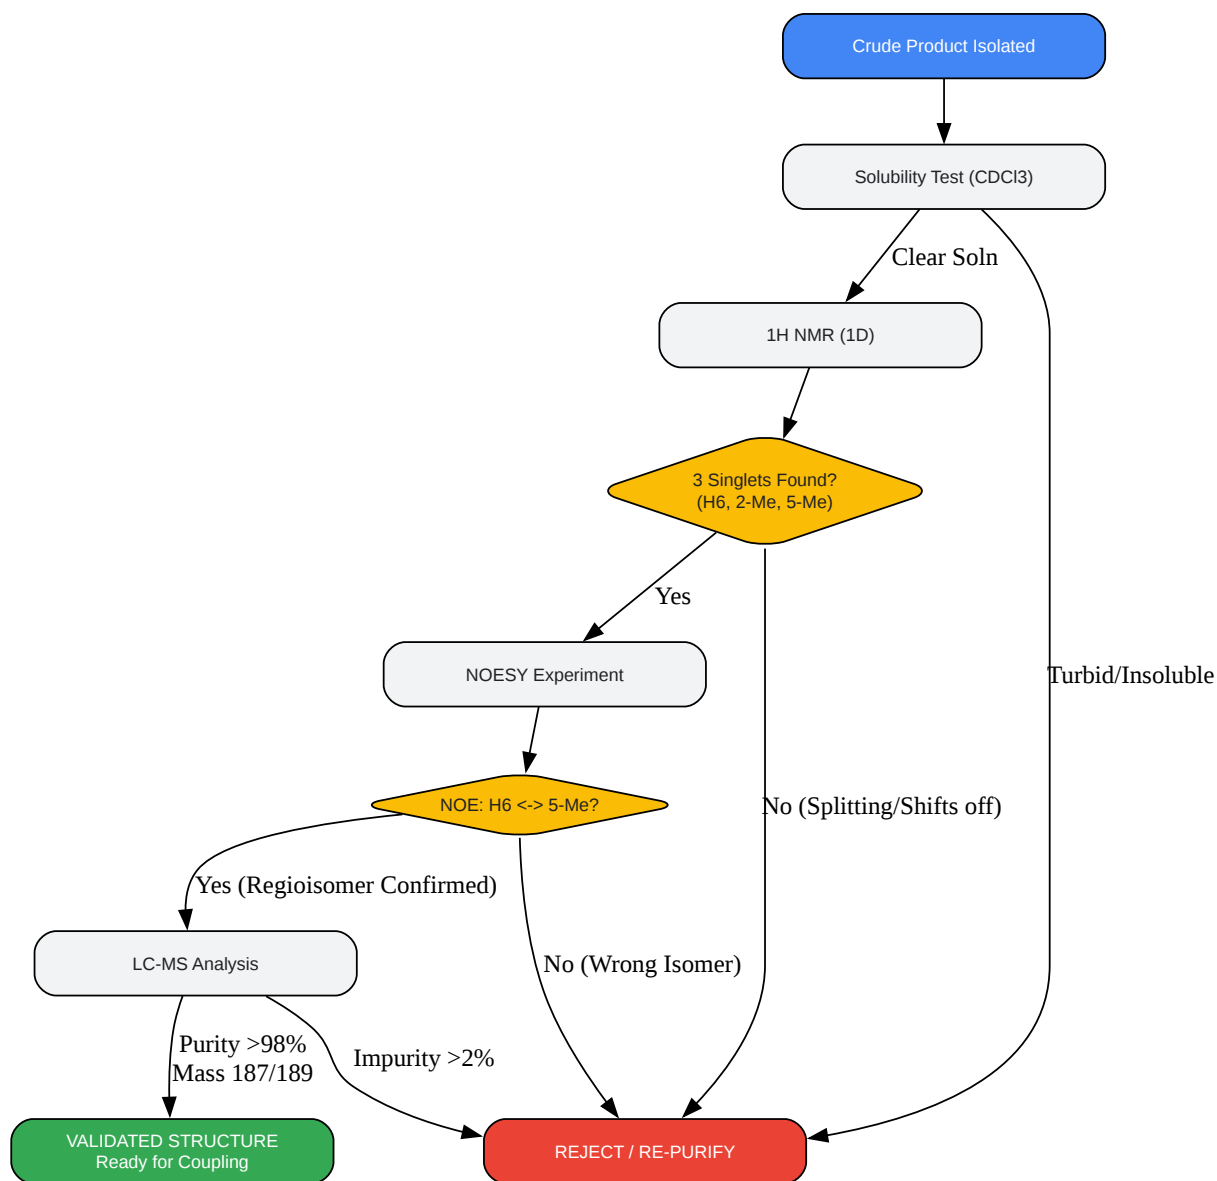 Crude Product Isolated
Solubility Test (CDCl3)
Clear Soln
1H NMR (1D)
3 Singlets Found?
(H6, 2-Me, 5-Me)
Yes
NOESY Experiment
Turbid/Insoluble
NOE: H6 <-> 5-Me?
No (Splitting/Shifts off)
Yes (Regioisomer Confirmed)
LC-MS Analysis
No (Wrong Isomer)
Purity >98%
Mass 187/189
Impurity >2%
VALIDATED STRUCTURE
Ready for Coupling
REJECT / RE-PURIFY